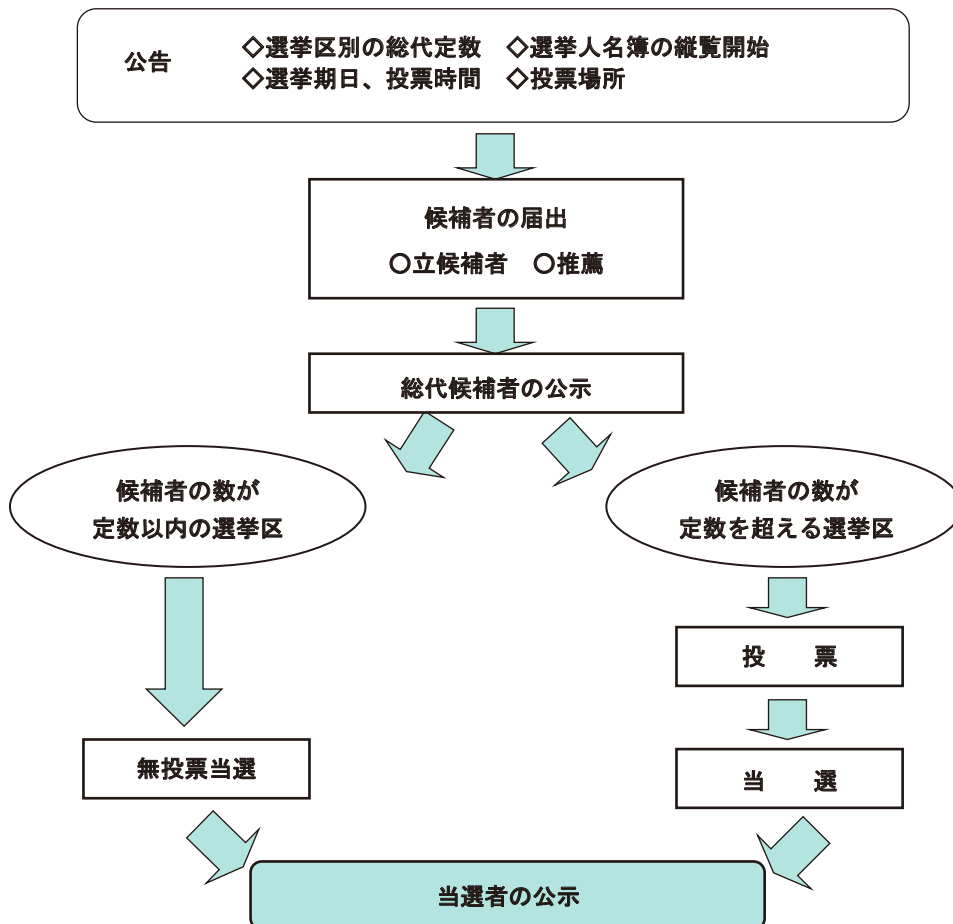 公告
◇選挙区別の総代定数 ◇選挙人名簿の縦覧開始
◇選挙期日、投票時間 ◇投票場所
候補者の届出
○立候補者 ○推薦
総代候補者の公示
候補者の数が
定数以内の選挙区
候補者の数が
定数を超える選挙区
投 票
無投票当選
当 選
当選者の公示